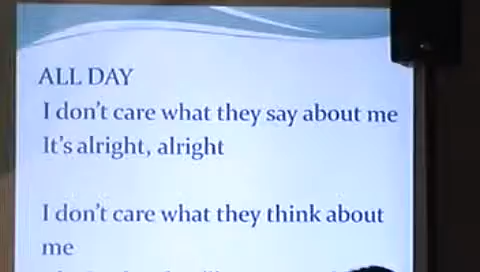 ALL DAY
I don't care what they say about me
It's alright, alright
I don't care what they think about
me